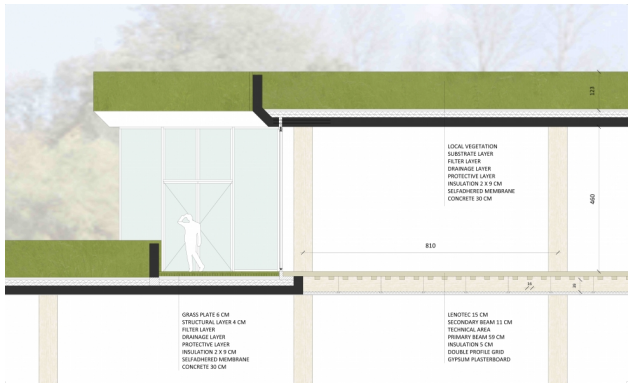 123
LOCAL VEGETATION
SUBSTRATE LAYER
FILTER LAYER
DRAINAGE LAYER
PROTECTIVE LAYER
INSULATION 2 X 9 CM
SELFADHERED MEMBRANE
CONCRETE 30 CM
460
810
GRASS PLATE 6 CM
STRUCTURAL LAYER 4 CM
FILTER LAYER
DRAINAGE LAYER
PROTECTIVE LAYER
INSULATION 2 X 9 CM
SELFADHERED MEMBRANE
CONCRETE 30 CM
LENOTEC 15 CM
SECONDARY BEAM 11 CM
TECHNICAL AREA
PRIMARY BEAM 59 CM
INSULATION 5 CM
DOUBLE PROFILE GRID
GYPSUM PLASTERBOARD